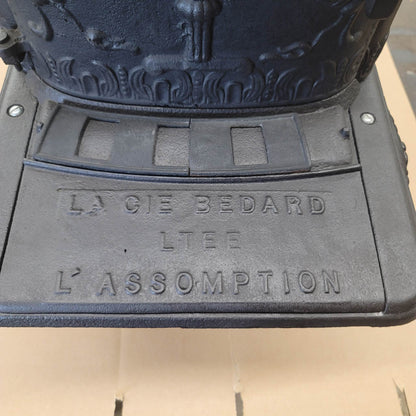 LA CIE BEDARD
LTEE
L'ASSOMPTION